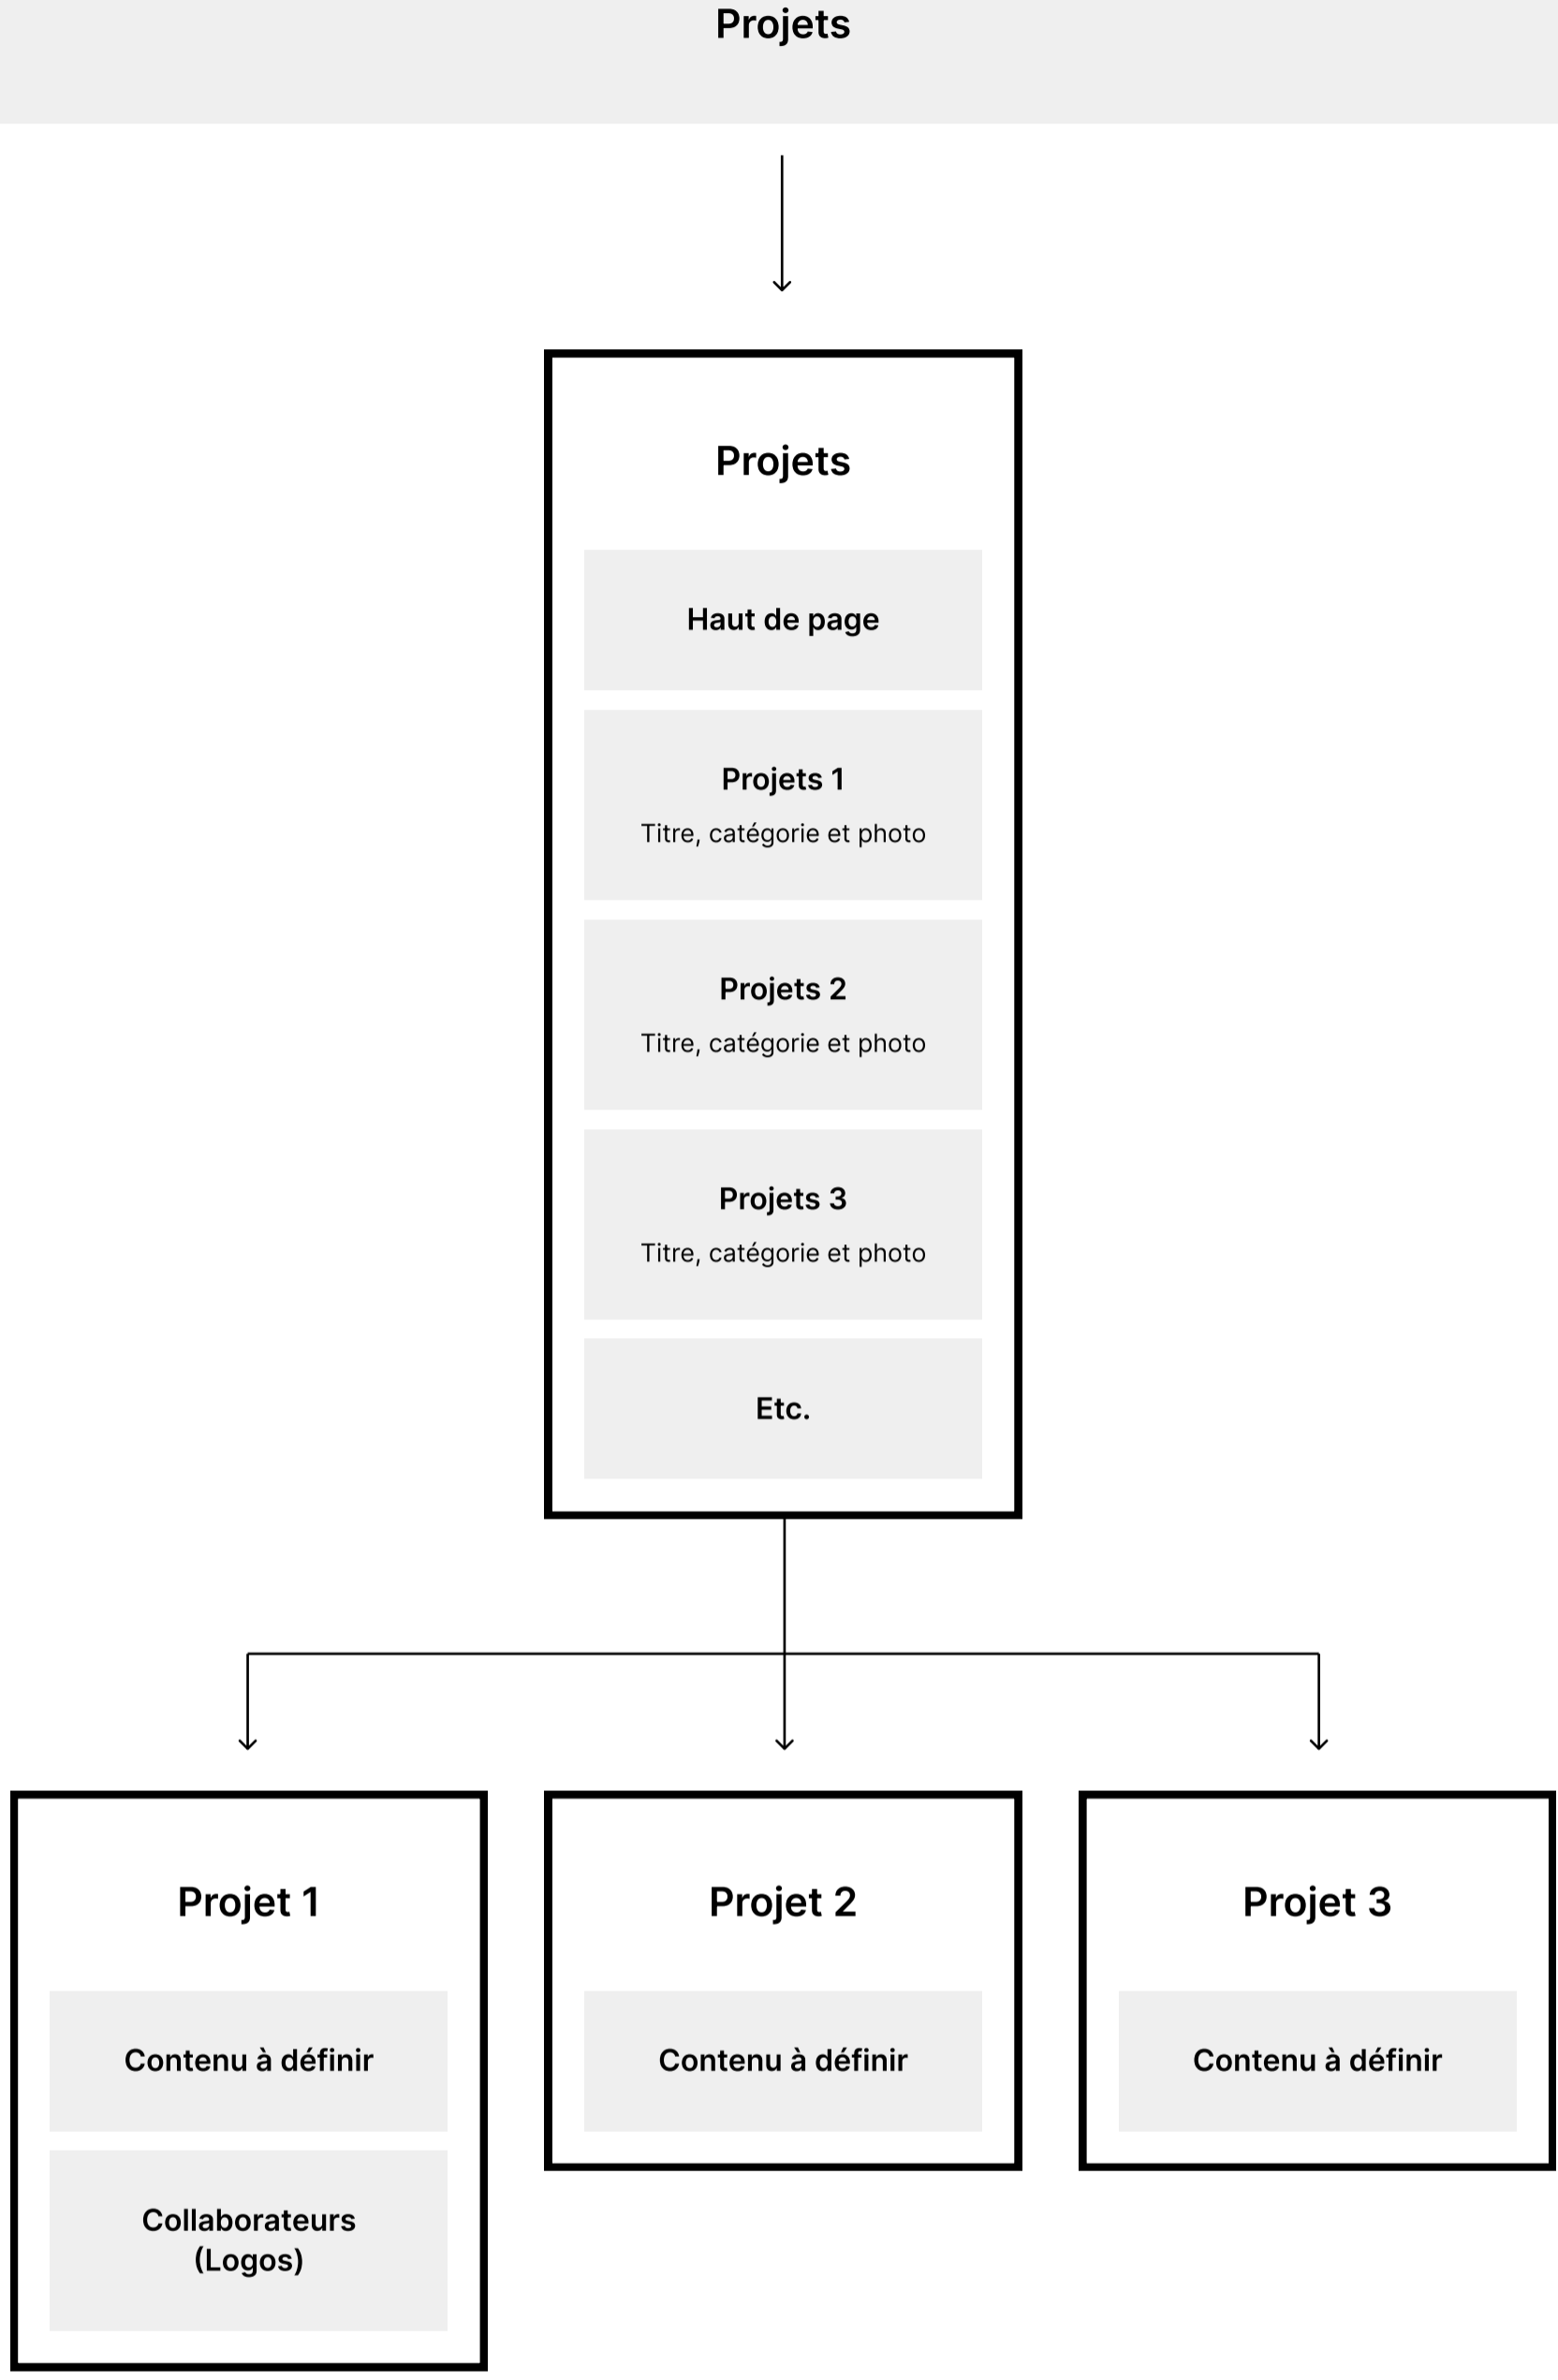 Projets
Projets
Haut de page
Projets 1
Titre, catégorie et photo
Projets 2
Titre, catégorie et photo
Projets 3
Titre, catégorie et photo
Etc.
Projet 1
Contenu à définir
Collaborateurs
(Logos)
Projet 2
Contenu à définir
Projet 3
Contenu à définir